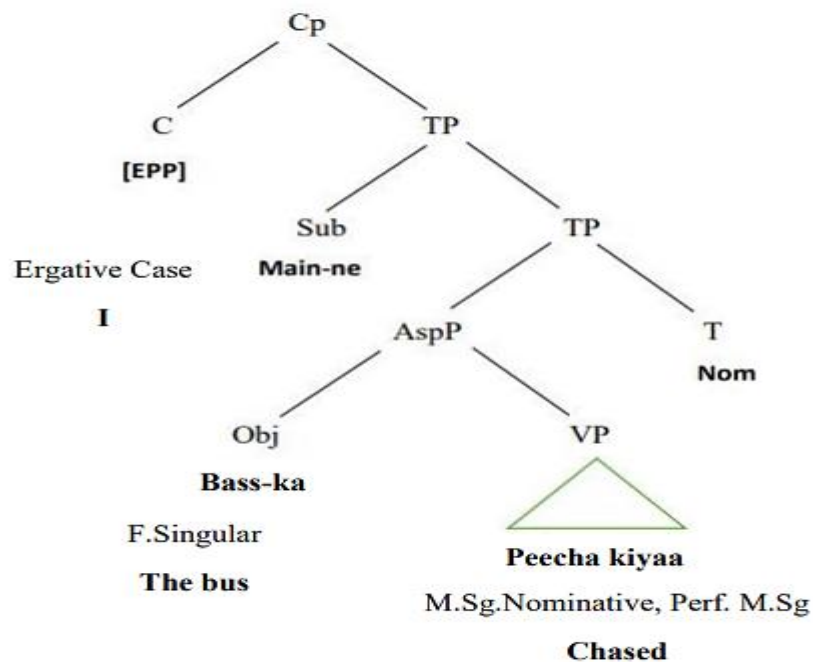 Cp
C
TP
[EPP]
Sub
TP
Ergative Case
Main-ne
I
AspP
T
Nom
Obj
VP
Bass-ka
F.Singular
Peecha kiyaa
The bus
M.Sg.Nominative, Perf. M.Sg
Chased